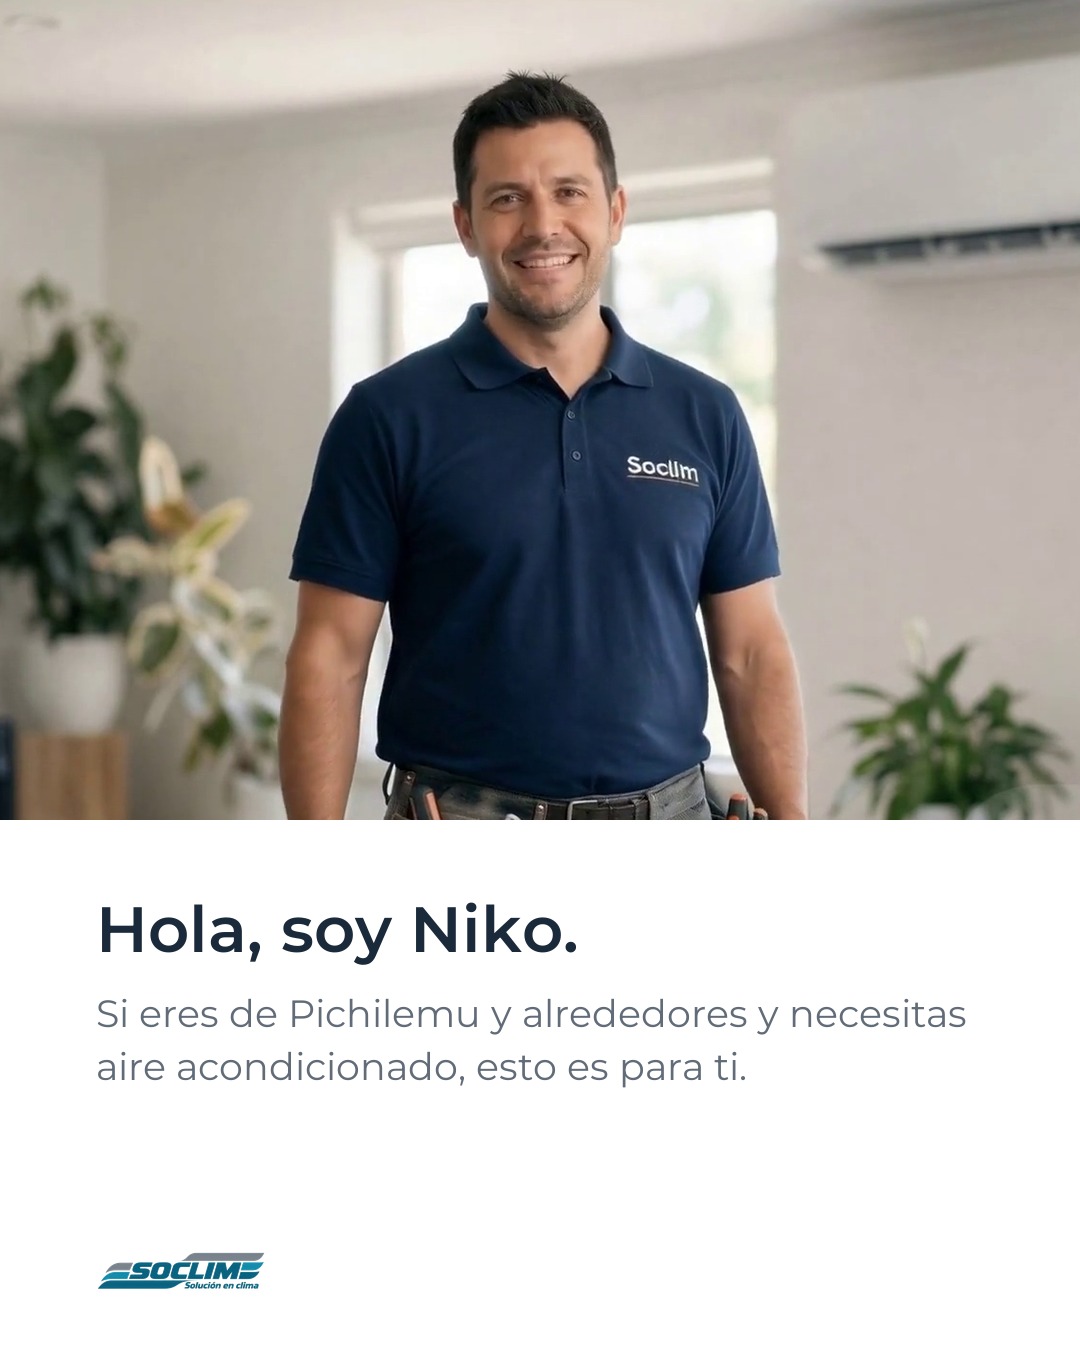 Soclim
Hola, soy Niko.
Si eres de Pichilemu y alrededores y necesitas
aire acondicionado, esto es para ti.
SOCLIM
Solución en clima